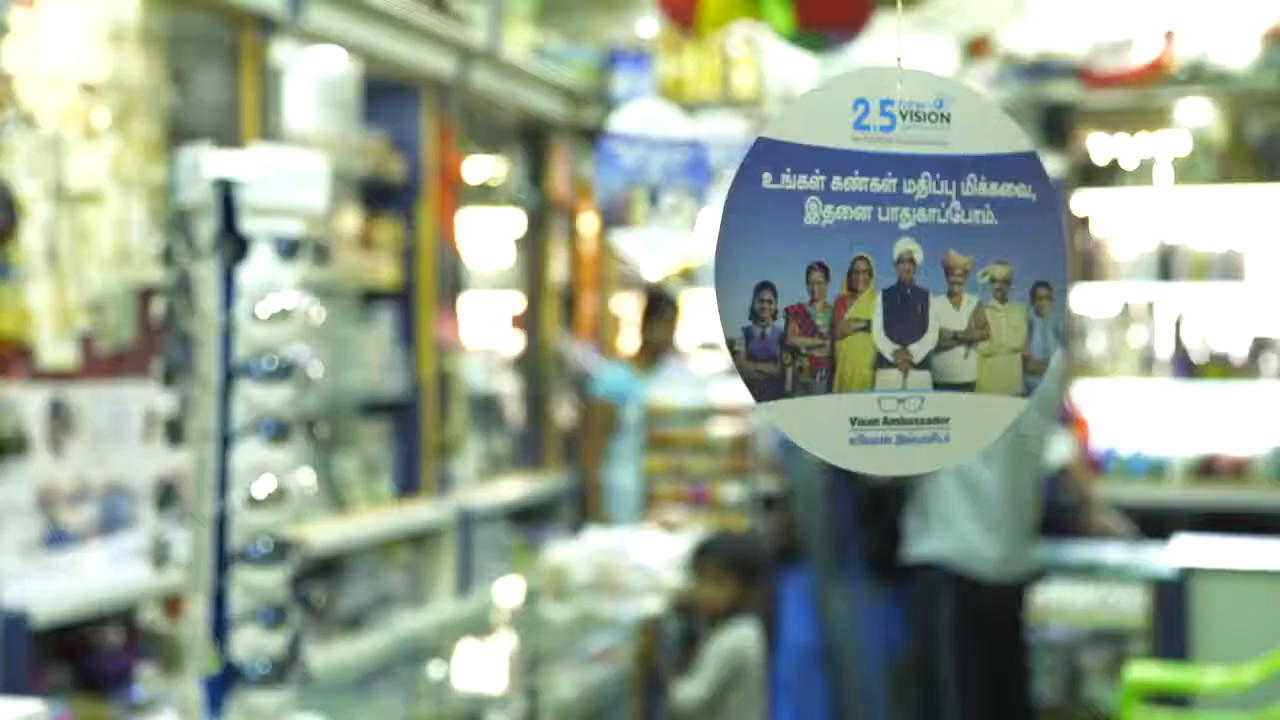 2.5
VISION
உங்கள் கண்கள் மதிப்பு மிக்கவை,
இதனை பாதுகாப்போம்.
Vision Ambassador